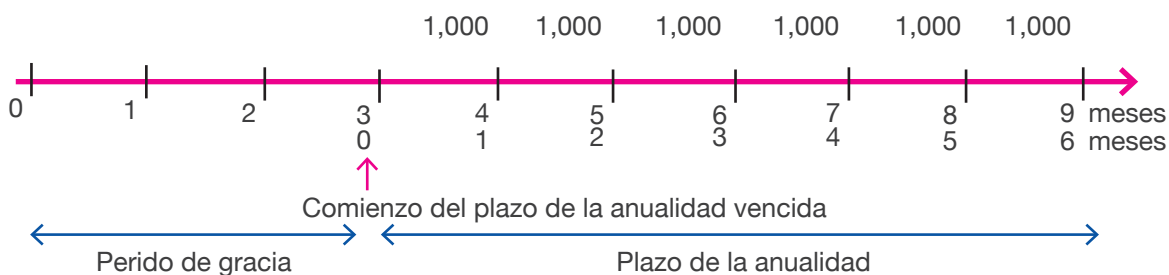 1,000 1,000 1,000 1,000 1,000 1,000
0 1 2 3 4 5 6 7 8 9 meses
0 1 2 3 4 5 6 meses
Comienzo del plazo de la anualidad vencida
Perido de gracia Plazo de la anualidad